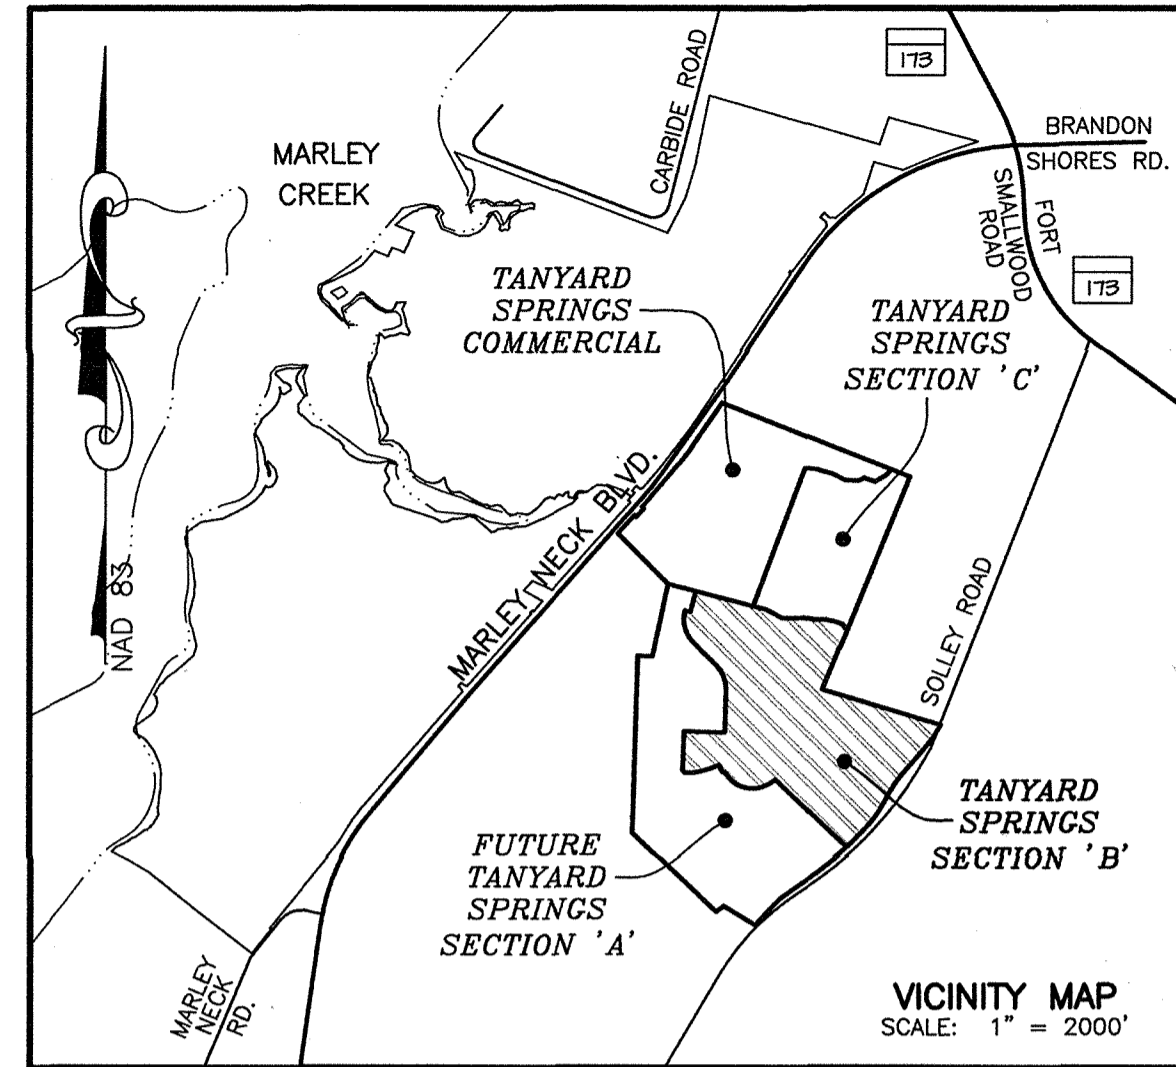 173
CARBIDE ROAD
BRANDON
SHORES RD.
MARLEY
CREEK
FORT
SMALLWOOD
ROAD
173
TANYARD
SPRINGS
COMMERCIAL
TANYARD
SPRINGS
SECTION 'C'
MARLEY NECK BLVD.
NAD 83
SOLLEY ROAD
TANYARD
SPRINGS
SECTION 'B'
FUTURE
TANYARD
SPRINGS
SECTION 'A'
MARLEY
NECK
RD.
VICINITY MAP
SCALE: 1" = 2000'